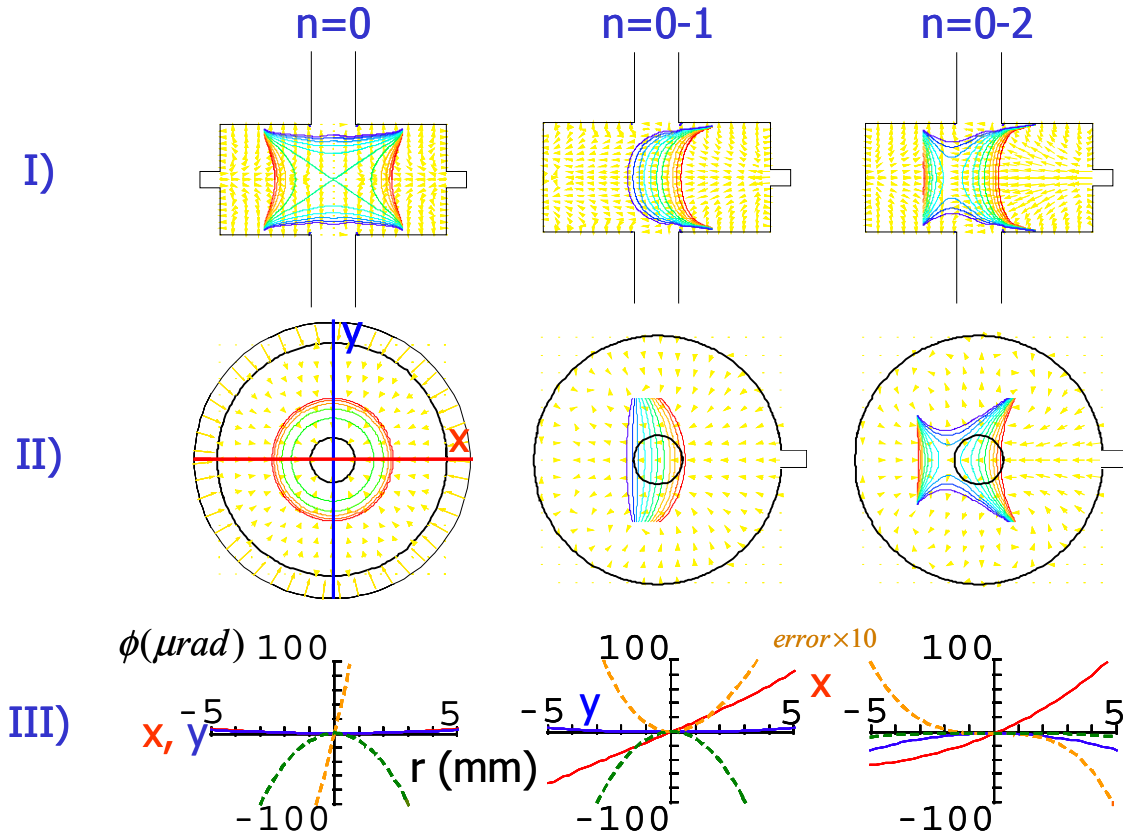 n=0 n=0-1 n=0-2
I)
II)
y
x
III)
ϕ(μrad) 100
-5 5
x, y
r (mm)
-100
100
error×10
-5 y 5
x
-100
100
-5 5
-100